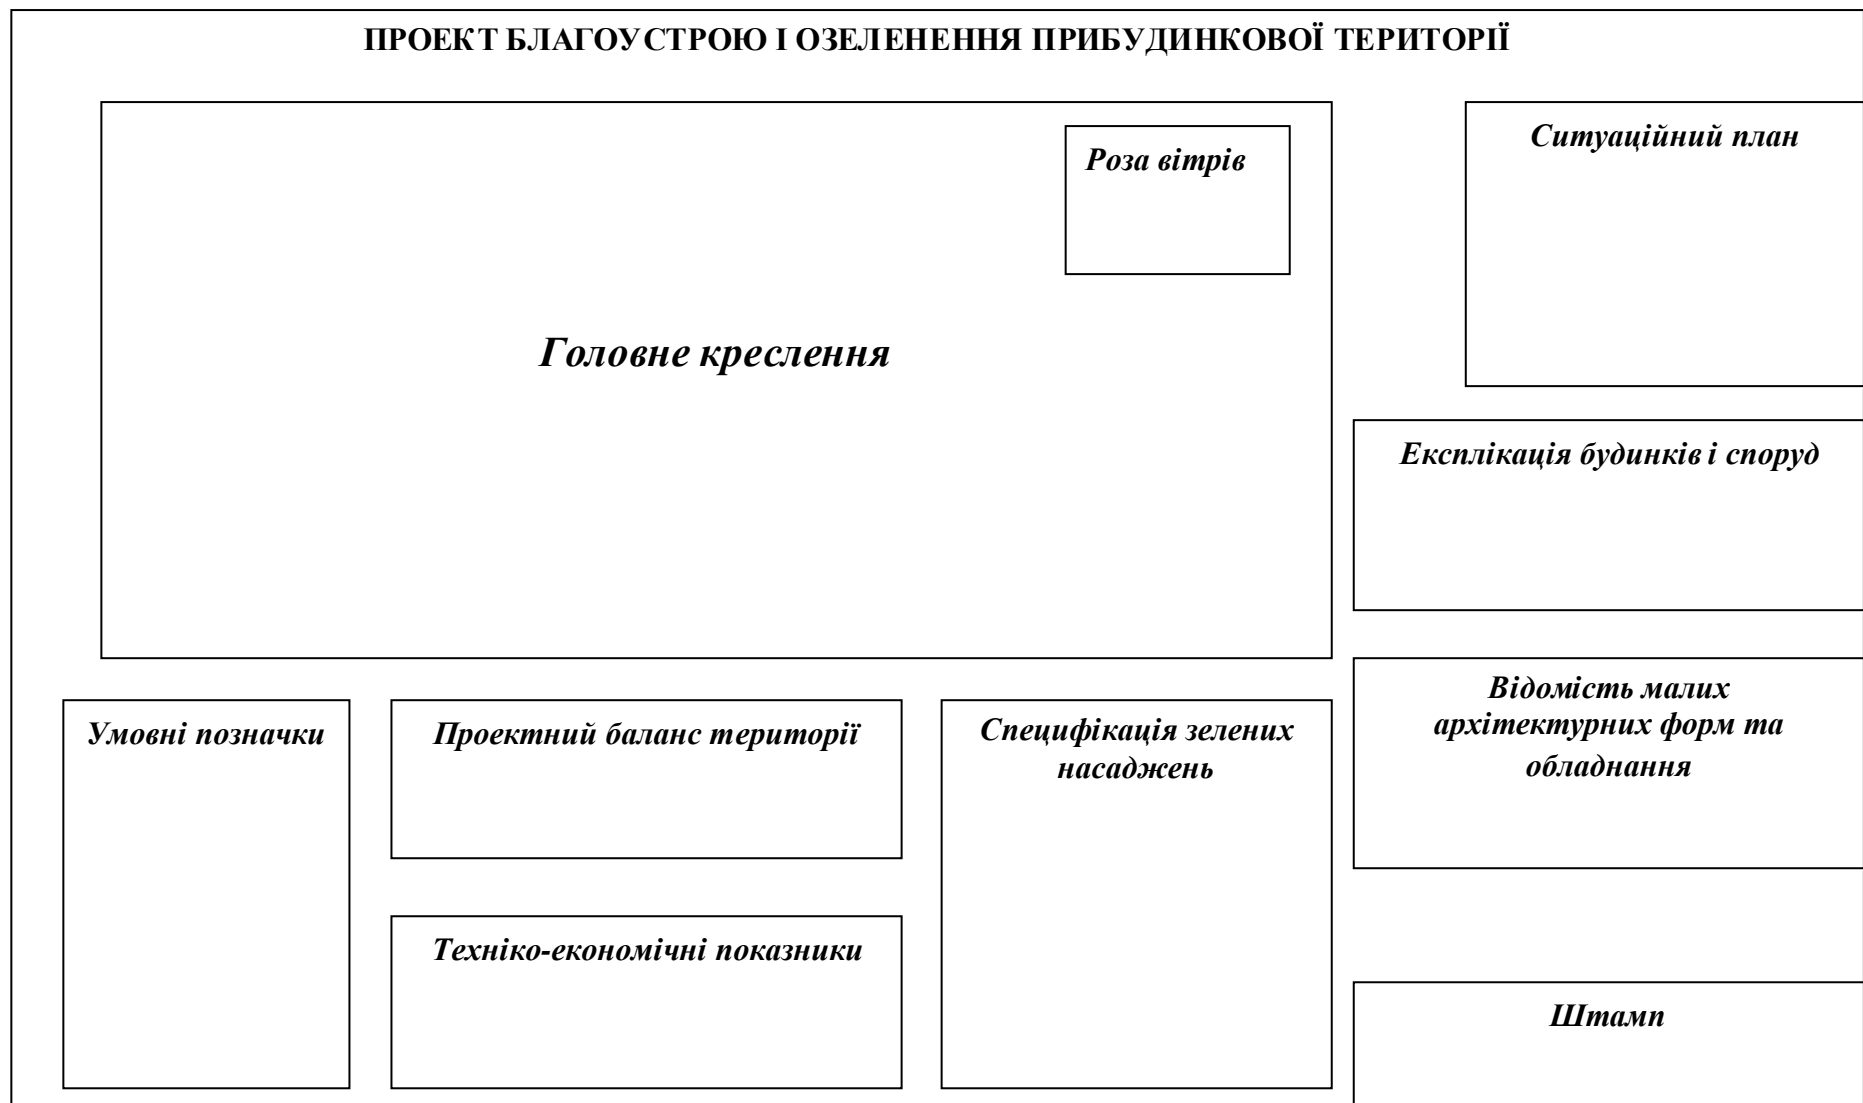 ПРОЕКТ БЛАГОУСТРОЮ І ОЗЕЛЕНЕННЯ ПРИБУДИНКОВОЇ ТЕРИТОРІЇ
Роза вітрів
Головне креслення
Ситуаційний план
Експлікація будинків і споруд
Відомість малих
архітектурних форм та
обладнання
Умовні позначки
Проектний баланс території
Специфікація зелених
насаджень
Техніко-економічні показники
Штамп